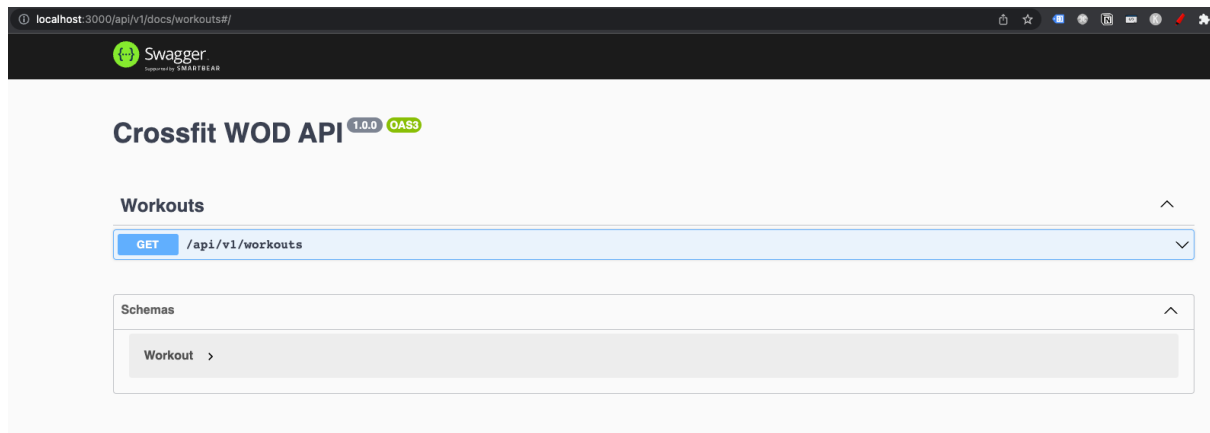 localhost:3000/api/v1/docs/workouts#/
{··} Swagger.
Supported by SMARTBEAR
Crossfit WOD API 1.0.0 OAS3
Workouts
GET /api/v1/workouts
Schemas
Workout